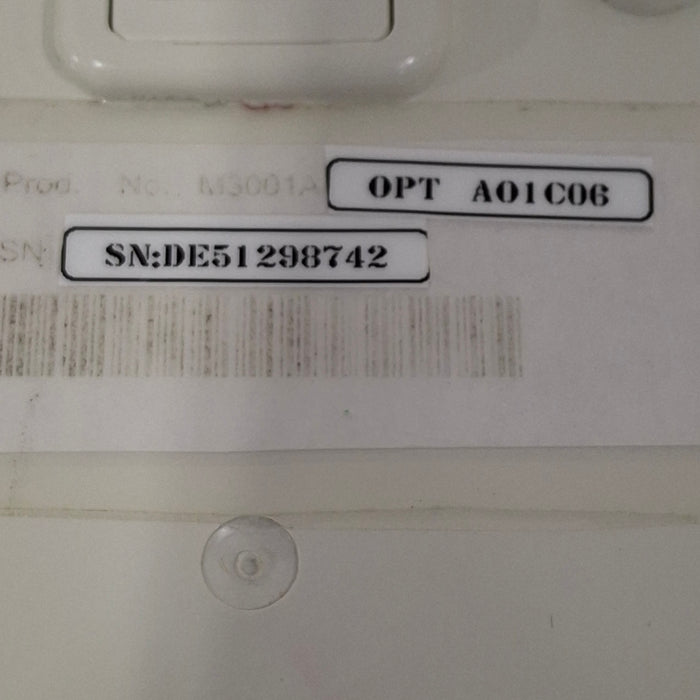 Prod. No. M3001A OPT A01C06
SN SN:DE51298742